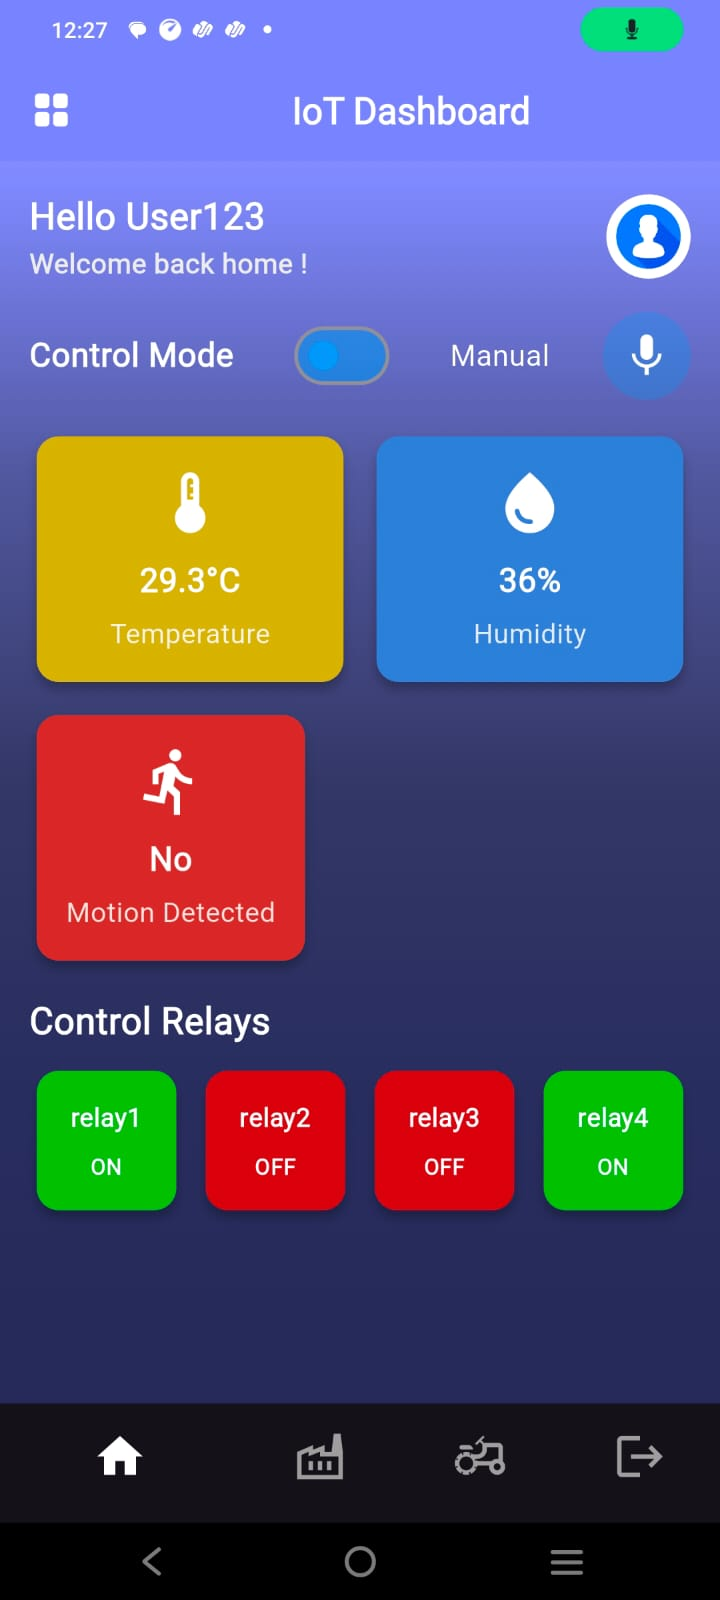 12:27
IoT Dashboard
Hello User123
Welcome back home !
Control Mode
Manual
29.3°C
Temperature
36%
Humidity
No
Motion Detected
Control Relays
relay1
ON
relay2
OFF
relay3
OFF
relay4
ON